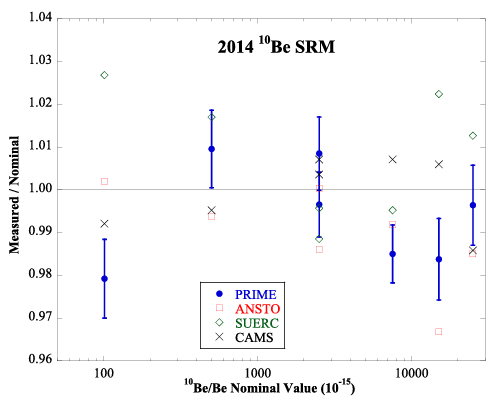 2014 ¹⁰Be SRM
Measured / Nominal
1.04
1.03
1.02
1.01
1.00
0.99
0.98
0.97
0.96
PRIME
ANSTO
SUERC
CAMS
100
1000
10000
¹⁰Be/Be Nominal Value (10⁻¹⁵)